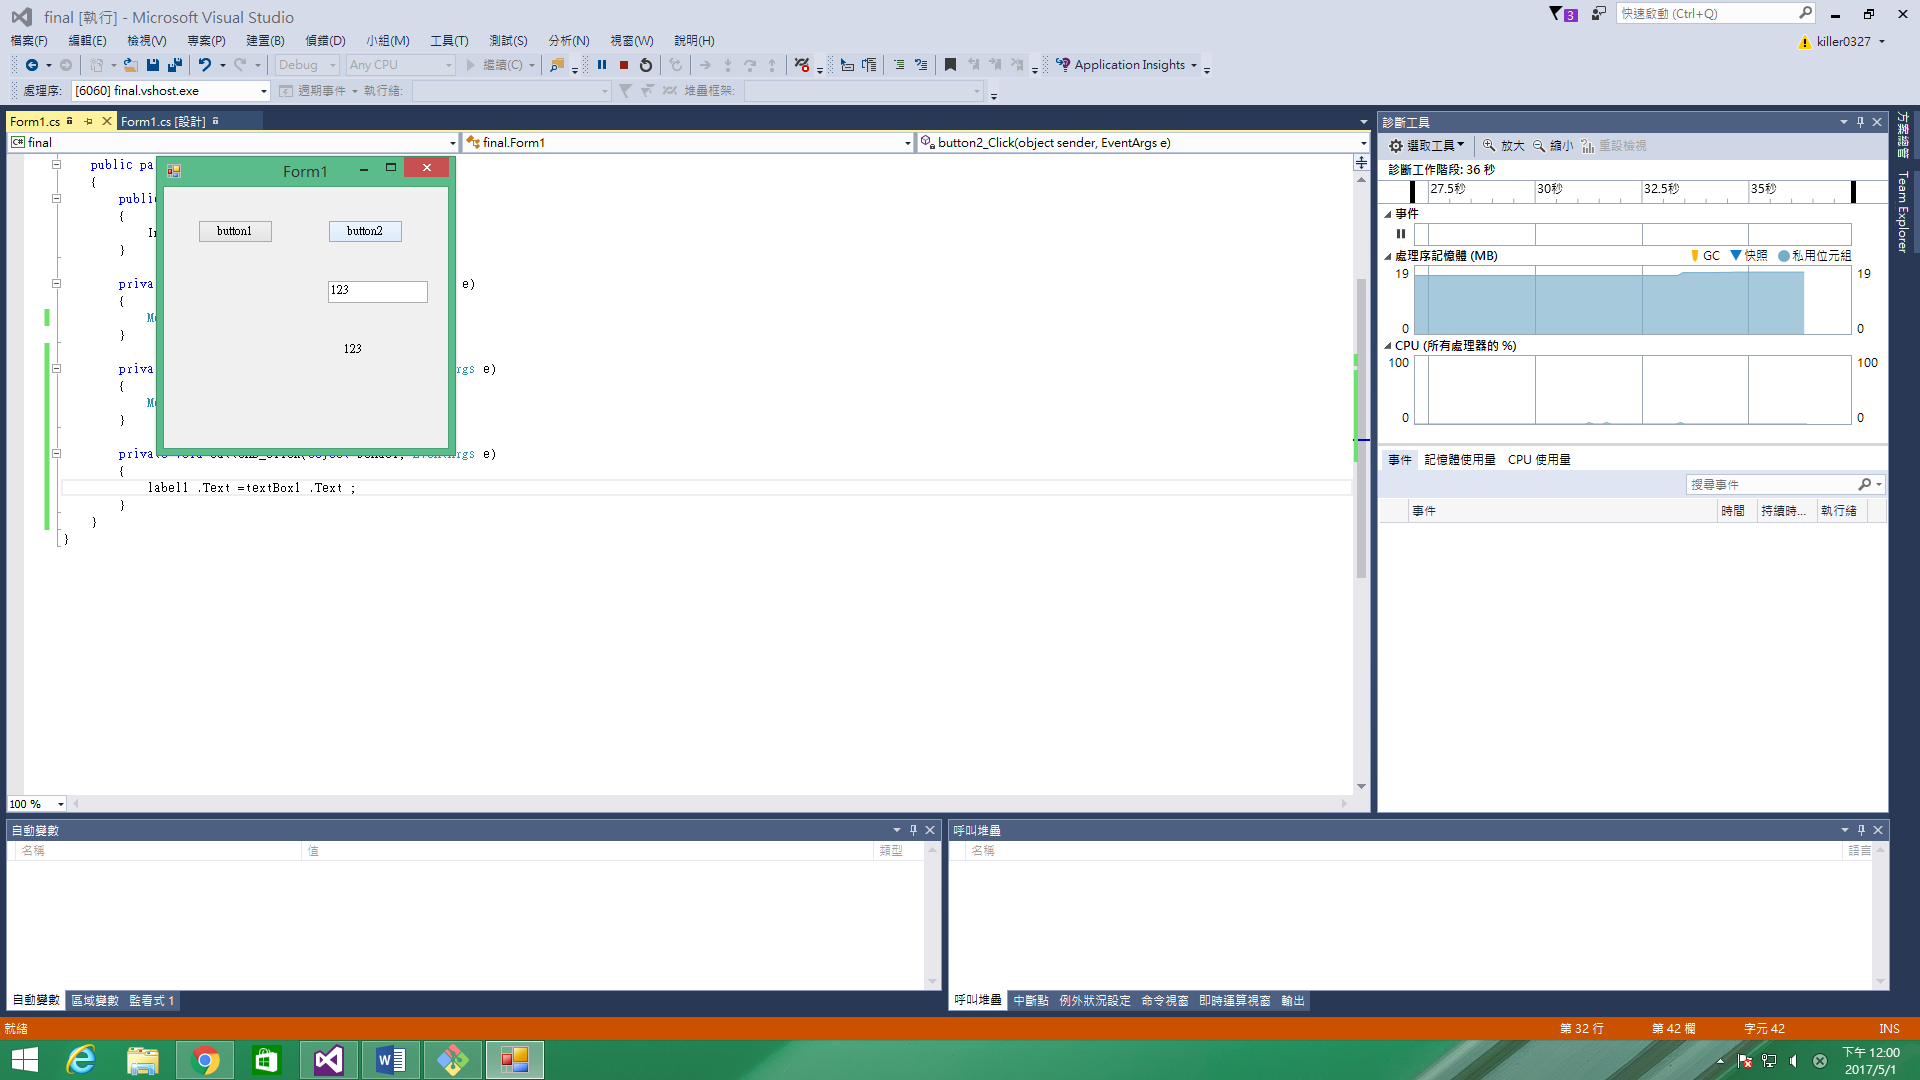 final [執行] - Microsoft Visual Studio
3
快速啟動 (Ctrl+Q)
檔案(F) 編輯(E) 檢視(V) 專案(P) 建置(B) 偵錯(D) 小組(M) 工具(T) 測試(S) 分析(N) 視窗(W) 說明(H)
killer0327
Debug Any CPU 繼續(C) Application Insights
處理序: [6060] final.vshost.exe 週期事件 執行緒: 堆疊框架:
Form1.cs Form1.cs [設計]
final final.Form1 button2_Click(object sender, EventArgs e)
public pa
{
public
{
In
}
priva e)
{
Me
}
priva rgs e)
{
Me
}
private void button2_Click(object sender, EventArgs e)
{
label1 .Text =textBox1 .Text ;
}
}
}
Form1
button1 button2
123
123
100 %
診斷工具
選取工具 放大 縮小 重設檢視
診斷工作階段: 36 秒
27.5秒 30秒 32.5秒 35秒
事件
處理序記憶體 (MB) GC 快照 私用位元組
19 19
0 0
CPU (所有處理器的 %)
100 100
0 0
事件 記憶體使用量 CPU 使用量
搜尋事件
事件 時間 持續時... 執行緒
方案總管
Team Explorer
自動變數
名稱 值 類型
自動變數 區域變數 監看式 1
呼叫堆疊
名稱 語言
呼叫堆疊 中斷點 例外狀況設定 命令視窗 即時運算視窗 輸出
就緒 第 32 行 第 42 欄 字元 42 INS
下午 12:00
2017/5/1